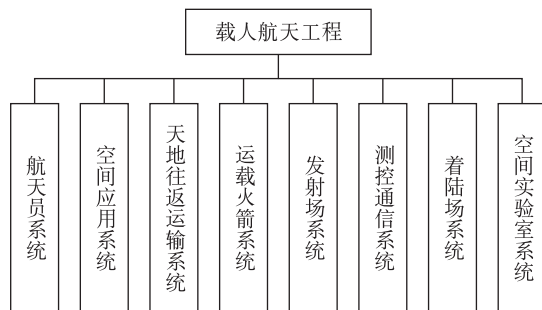 载人航天工程
航天员系统
空间应用系统
天地往返运输系统
运载火箭系统
发射场系统
测控通信系统
着陆场系统
空间实验室系统